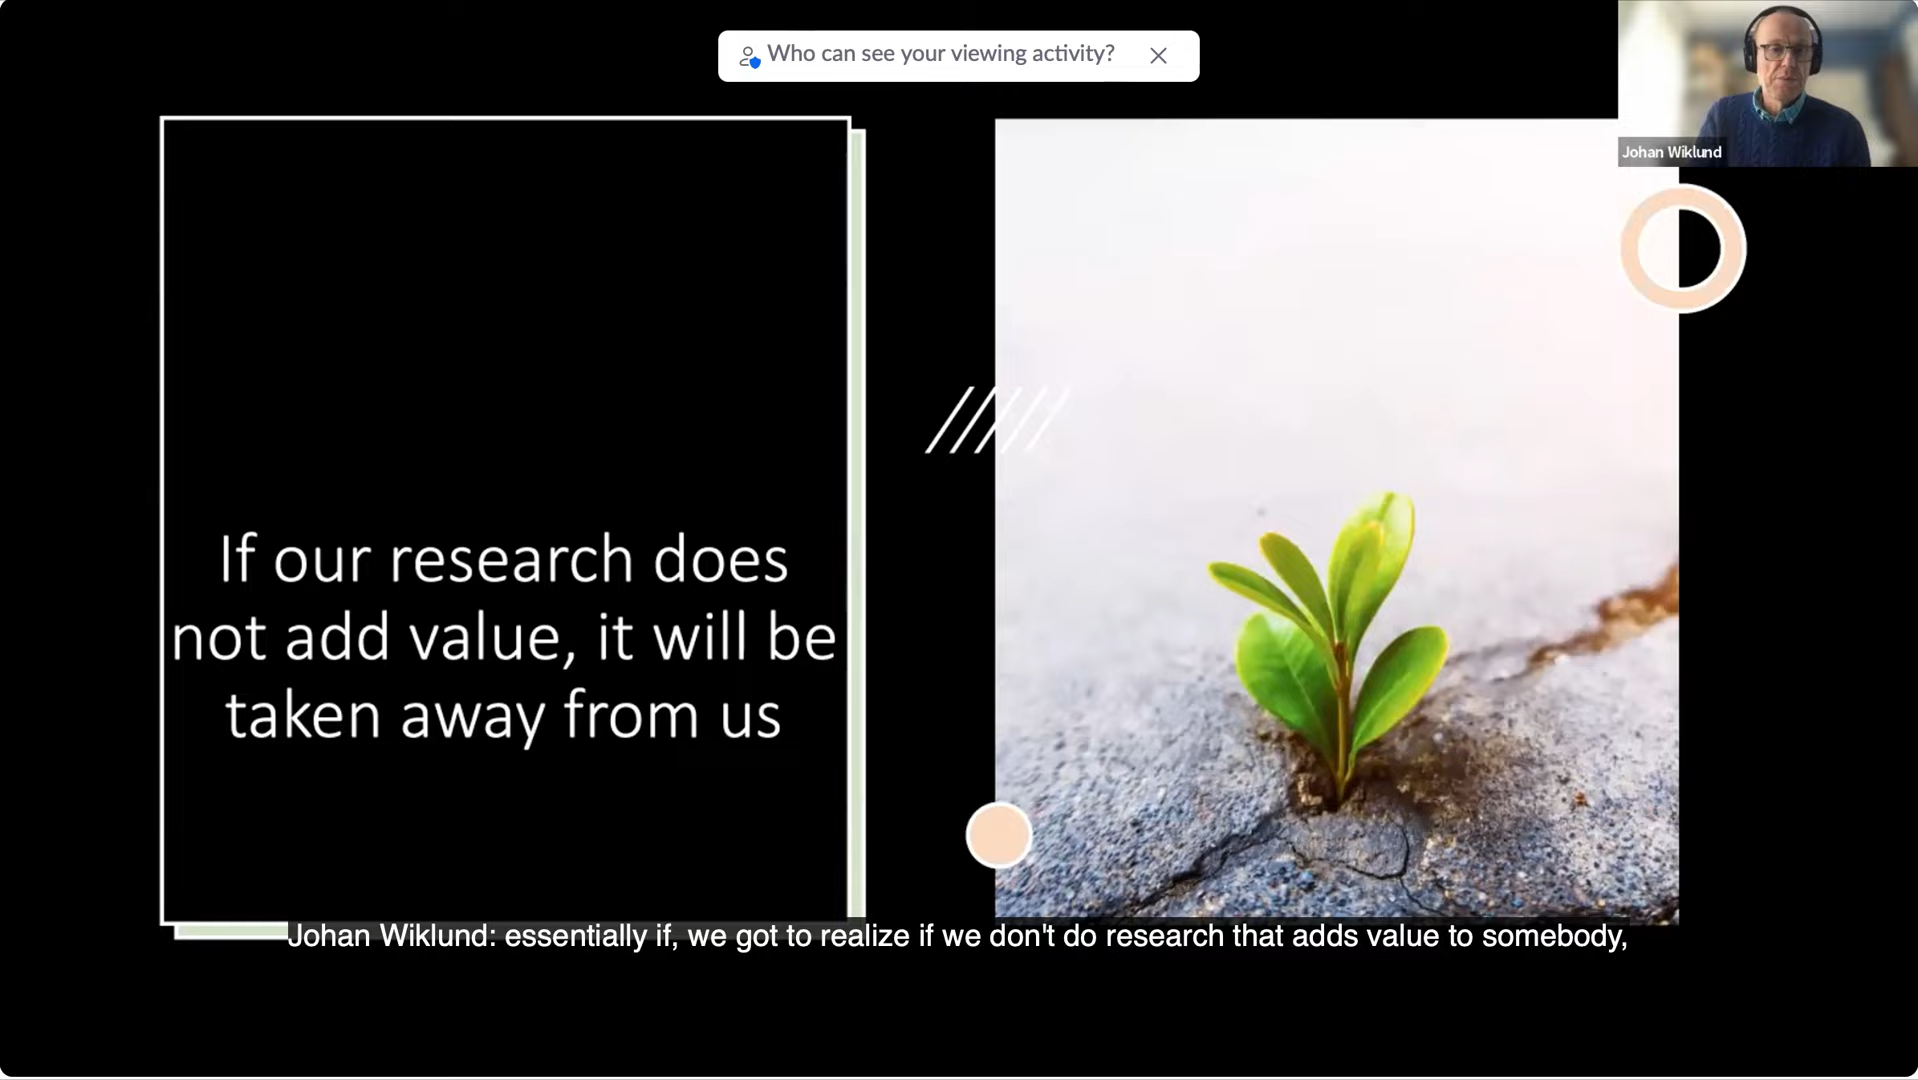 Who can see your viewing activity?
Johan Wiklund
If our research does
not add value, it will be
taken away from us
Johan Wiklund: essentially if, we got to realize if we don't do research that adds value to somebody,